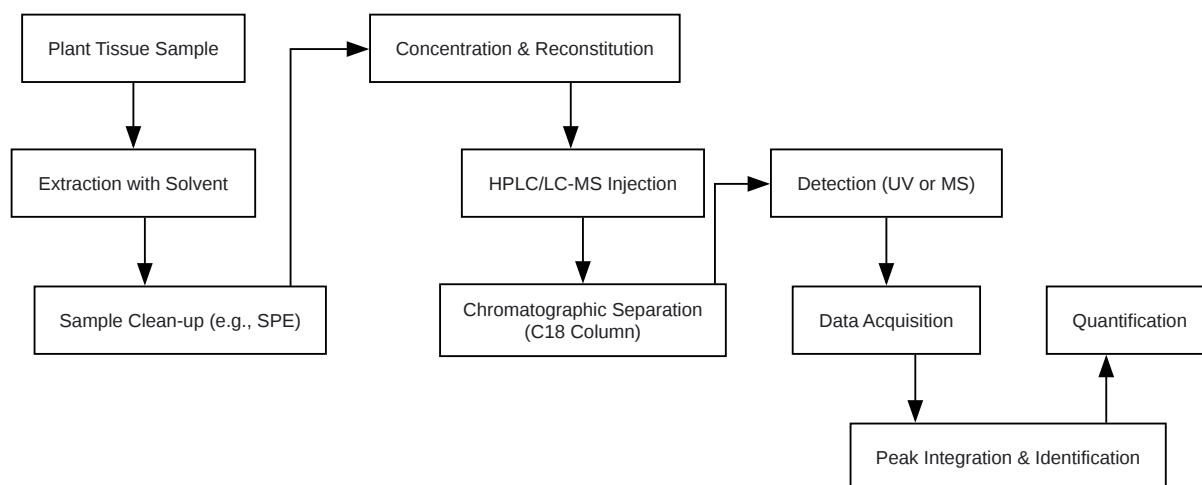 Plant Tissue Sample
Extraction with Solvent
Sample Clean-up (e.g., SPE)
Concentration & Reconstitution
HPLC/LC-MS Injection
Chromatographic Separation
(C18 Column)
Detection (UV or MS)
Data Acquisition
Peak Integration & Identification
Quantification